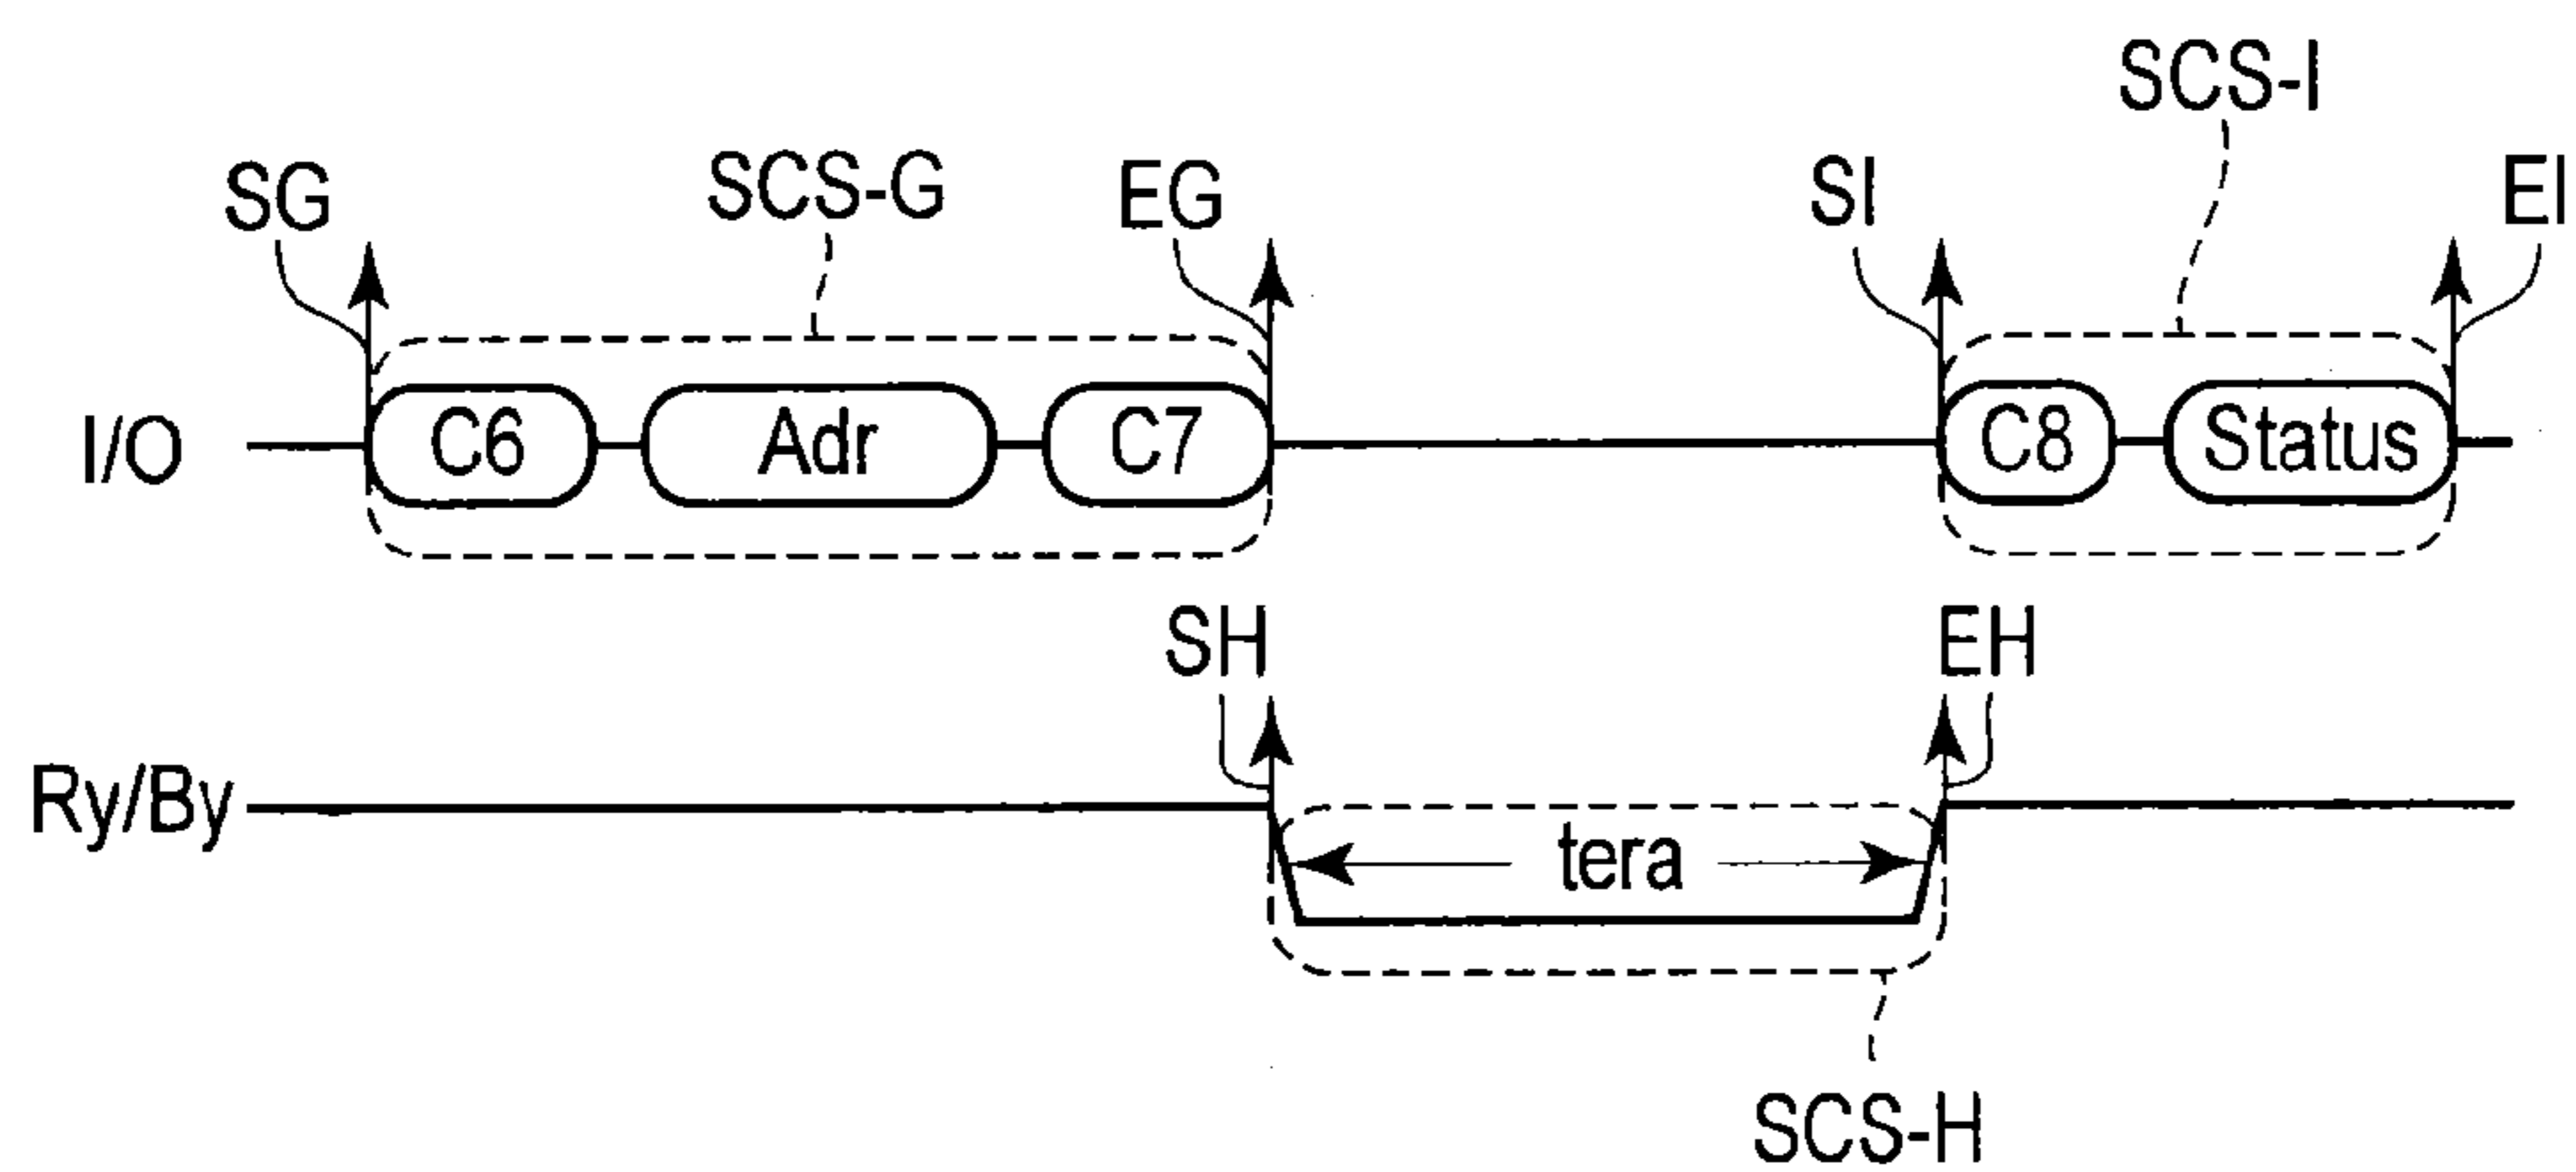 SCS-I
SG
SCS-G
EG
SI
EI
I/O
C6
Adr
C7
C8
Status
SH
EH
Ry/By
tera
SCS-H